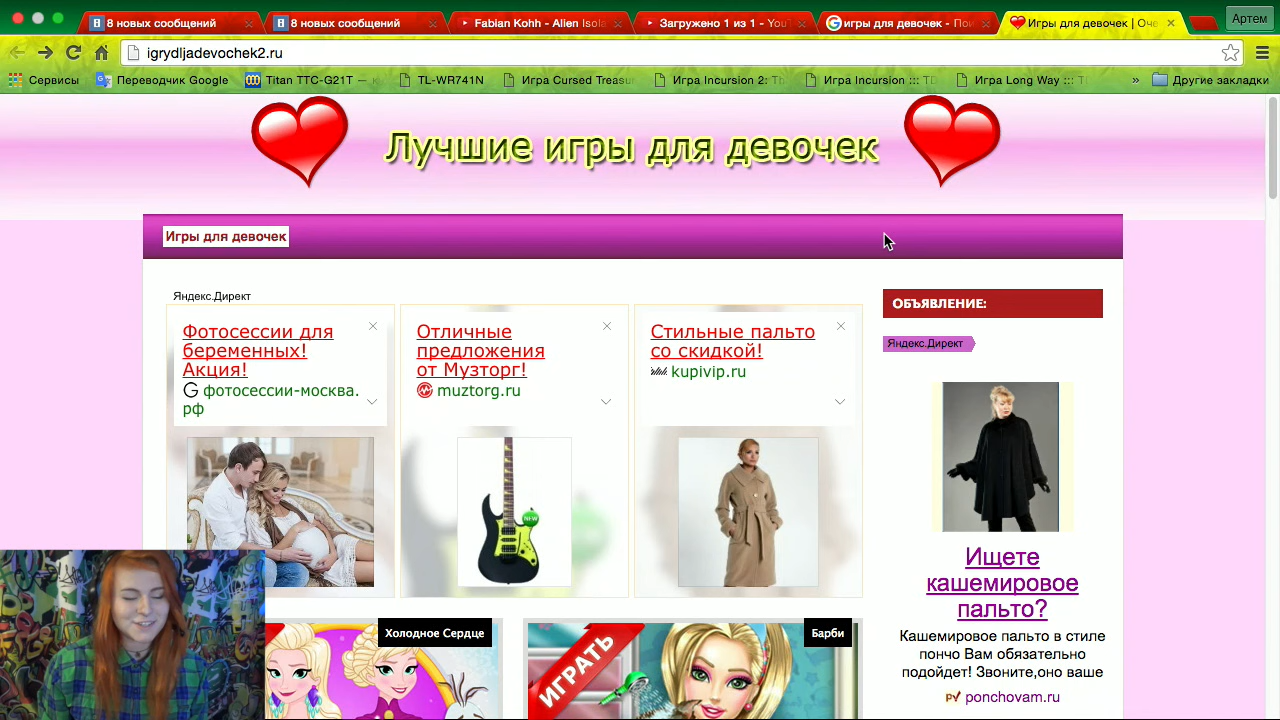 8 новых сообщений
8 новых сообщений
Fabian Kohh - Alien Isola
Загружено 1 из 1 - You
игры для девочек - Пои
Игры для девочек | Оче
Артем
igrydljadevochek2.ru
Сервисы
Переводчик Google
Titan TTC-G21T — к
TL-WR741N
Игра Cursed Treasur
Игра Incursion 2: Th
Игра Incursion ::: TD
Игра Long Way ::: T
»
Другие закладки
Лучшие игры для девочек
Игры для девочек
Яндекс.Директ
Фотосессии для
беременных!
Акция!
фотосессии-москва.
рф
Отличные
предложения
от Музторг!
muztorg.ru
Стильные пальто
со скидкой!
kupivip.ru
NEW
ОБЪЯВЛЕНИЕ:
Яндекс.Директ
Ищете
кашемировое
пальто?
Кашемировое пальто в стиле
пончо Вам обязательно
подойдет! Звоните,оно ваше
ponchovam.ru
Холодное Сердце
ИГРАТЬ
Барби